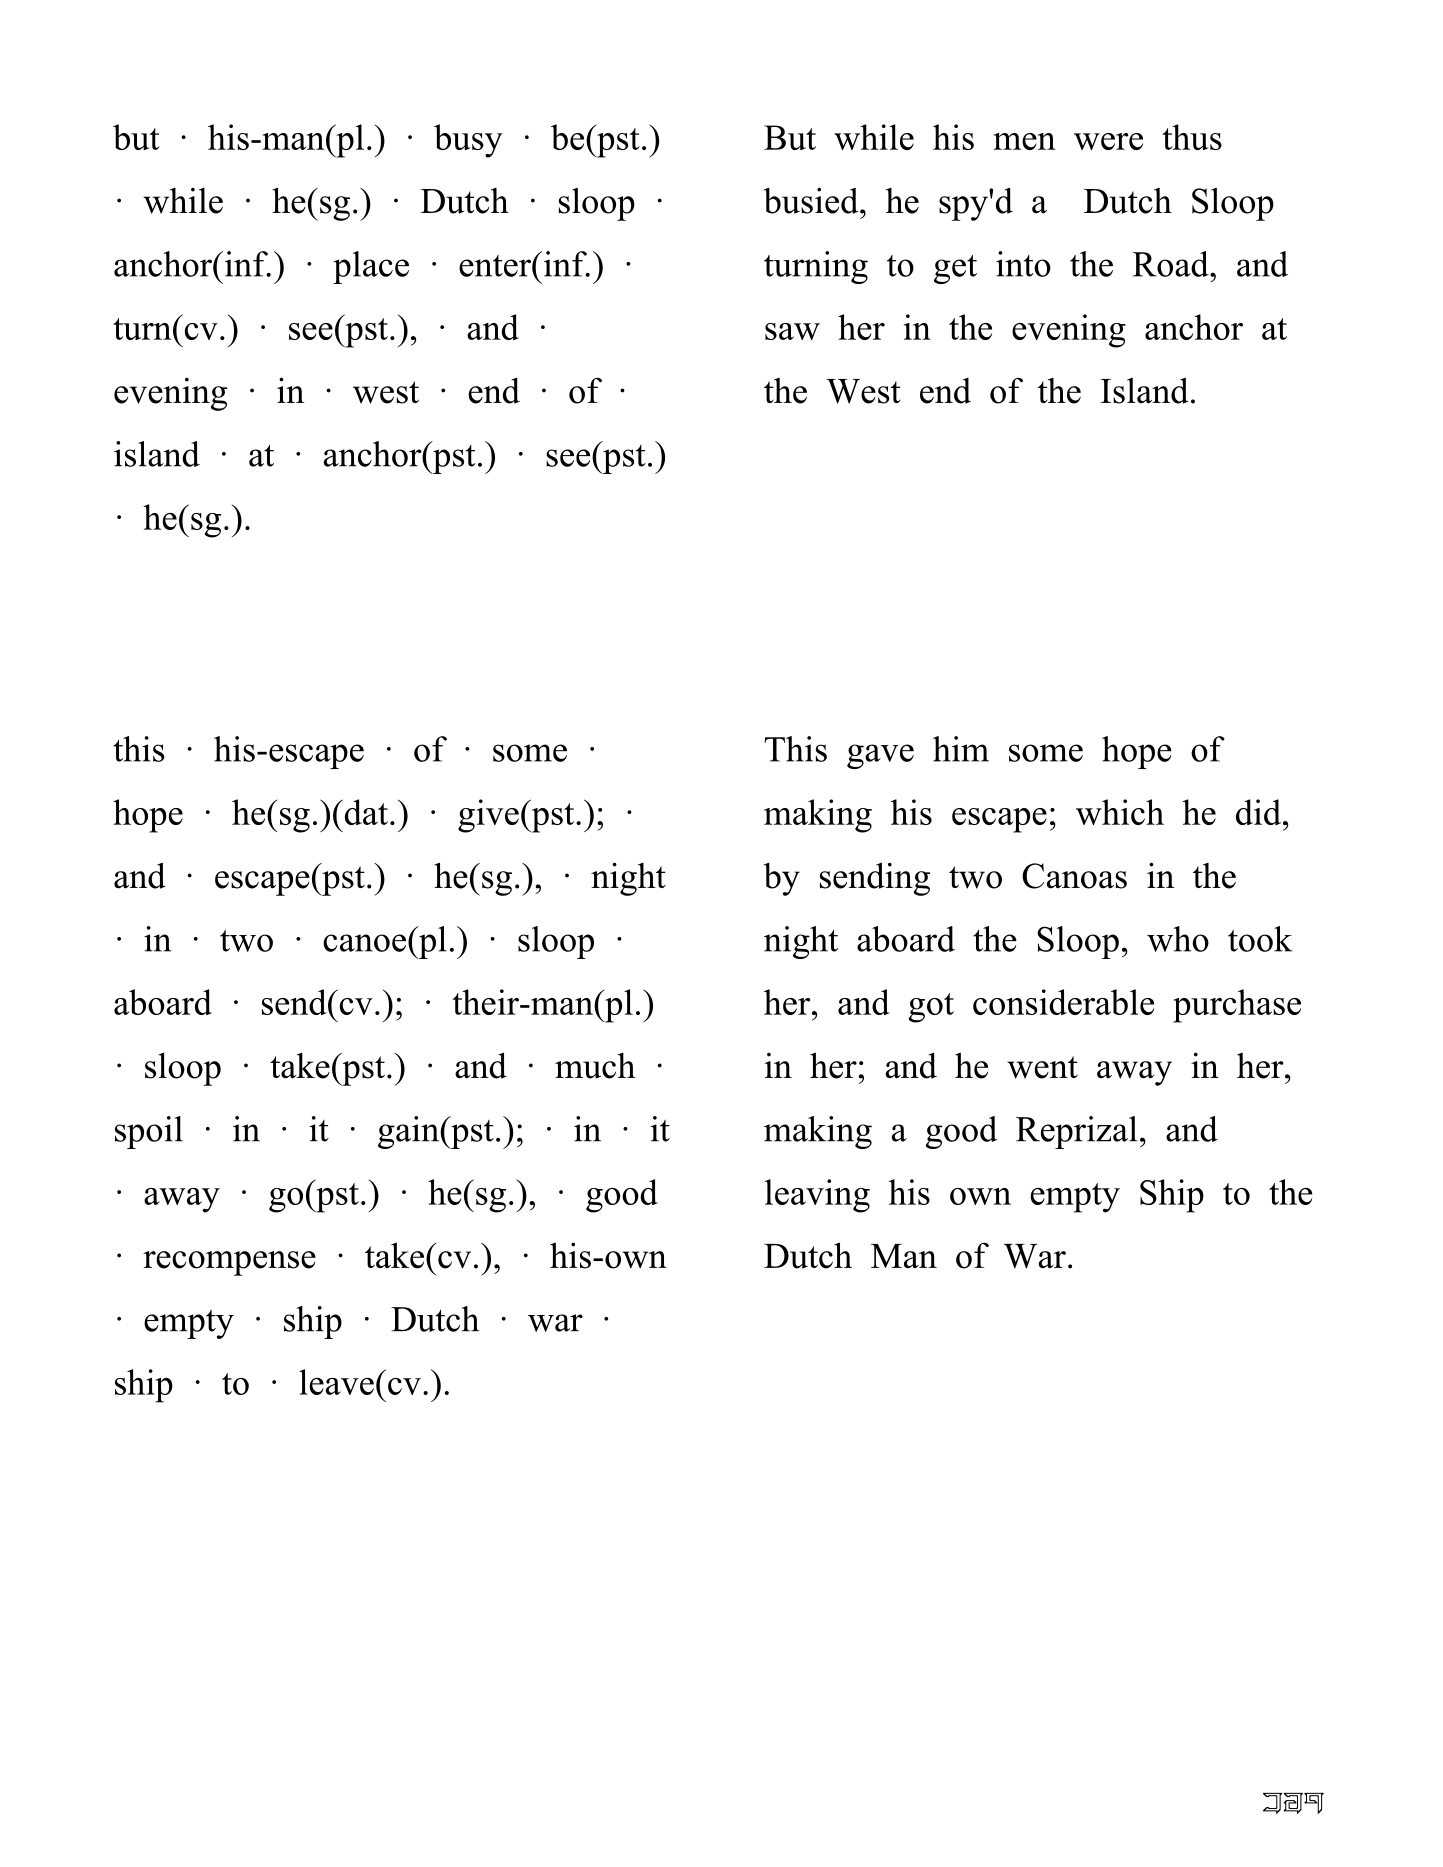 but · his-man(pl.) · busy · be(pst.)
· while · he(sg.) · Dutch · sloop ·
anchor(inf.) · place · enter(inf.) ·
turn(cv.) · see(pst.), · and ·
evening · in · west · end · of ·
island · at · anchor(pst.) · see(pst.)
· he(sg.).
But while his men were thus
busied, he spy'd a Dutch Sloop
turning to get into the Road, and
saw her in the evening anchor at
the West end of the Island.
this · his-escape · of · some ·
hope · he(sg.)(dat.) · give(pst.); ·
and · escape(pst.) · he(sg.), · night
· in · two · canoe(pl.) · sloop ·
aboard · send(cv.); · their-man(pl.)
· sloop · take(pst.) · and · much ·
spoil · in · it · gain(pst.); · in · it
· away · go(pst.) · he(sg.), · good
· recompense · take(cv.), · his-own
· empty · ship · Dutch · war ·
ship · to · leave(cv.).
This gave him some hope of
making his escape; which he did,
by sending two Canoas in the
night aboard the Sloop, who took
her, and got considerable purchase
in her; and he went away in her,
making a good Reprizal, and
leaving his own empty Ship to the
Dutch Man of War.